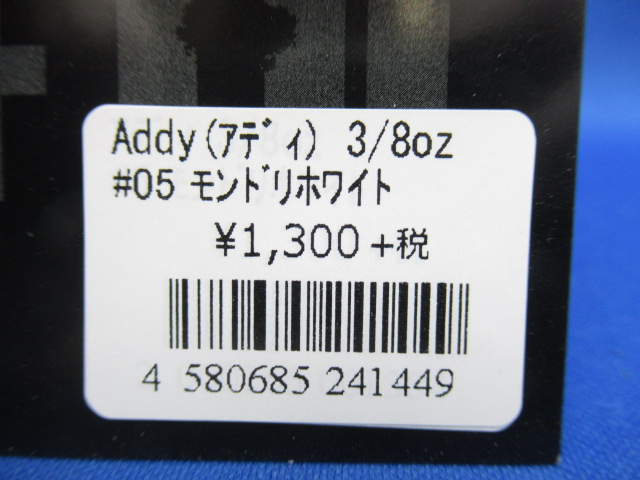 Addy(ｱﾃﾞｨ) 3/8oz
#05 ﾓﾝﾄﾞﾘﾎﾜｲﾄ
¥1,300+税
4 580685 241449